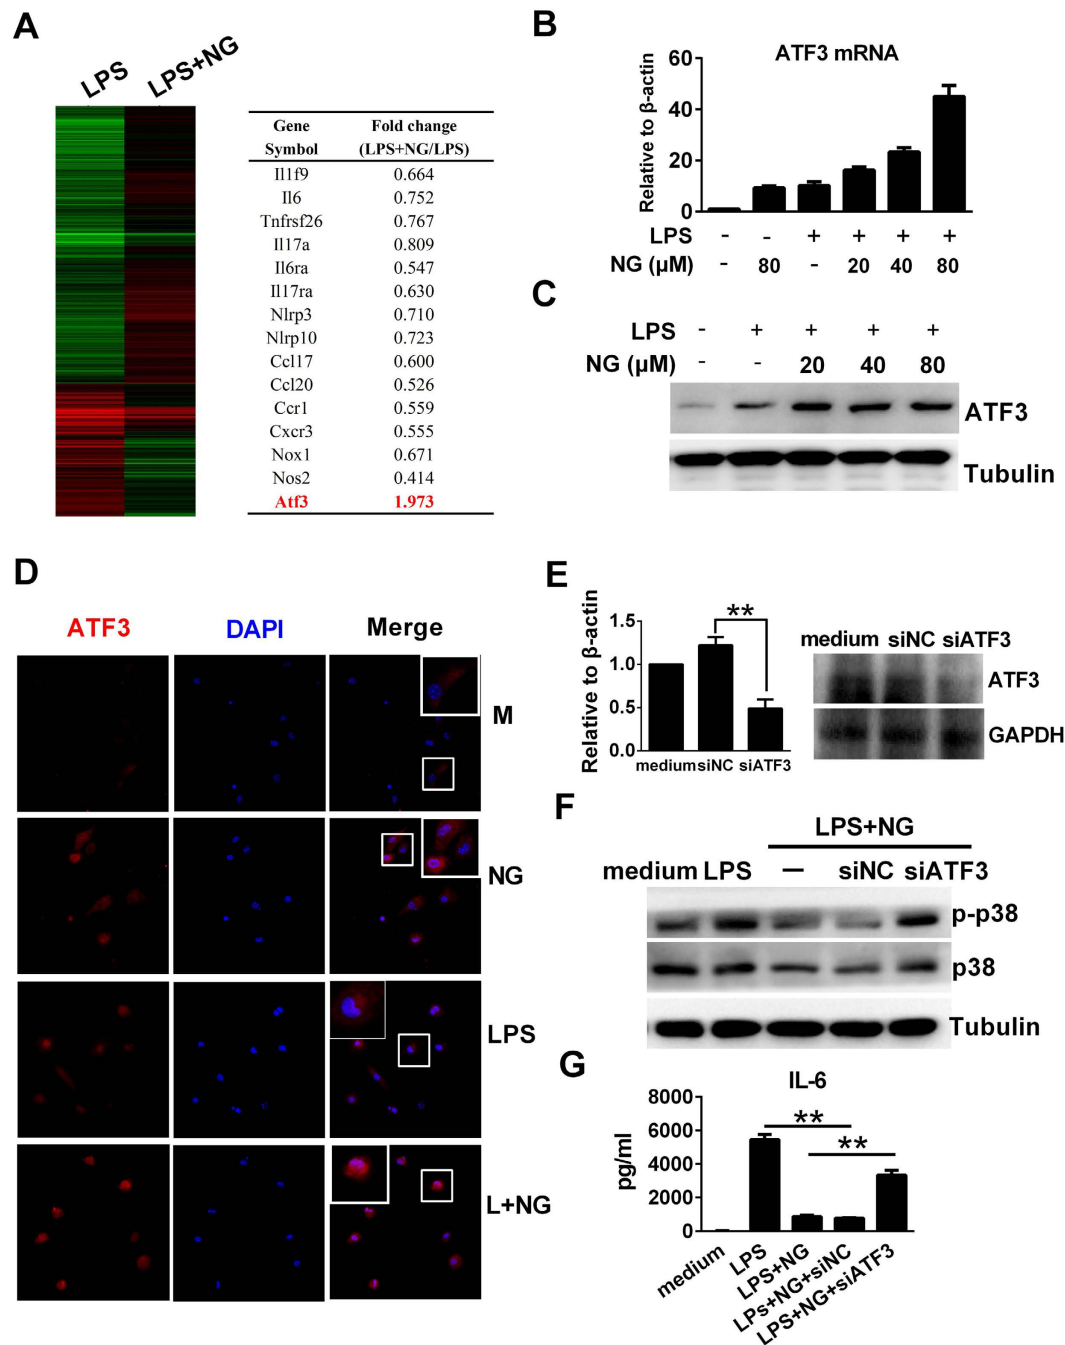 A
LPS LPS+NG
Gene Fold change
Symbol (LPS+NG/LPS)
Il1f9 0.664
Il6 0.752
Tnfrsf26 0.767
Il17a 0.809
Il6ra 0.547
Il17ra 0.630
Nlrp3 0.710
Nlrp10 0.723
Ccl17 0.600
Ccl20 0.526
Ccr1 0.559
Cxcr3 0.555
Nox1 0.671
Nos2 0.414
Atf3 1.973
B
ATF3 mRNA
Relative to β-actin
60
40
20
0
LPS - - + + + +
NG (μM) - 80 - 20 40 80
C
LPS - + + + +
NG (μM) - - 20 40 80
ATF3
Tubulin
D
ATF3 DAPI Merge
M
NG
LPS
L+NG
E
Relative to β-actin
1.5
1.0
0.5
0.0
**
medium siNC siATF3
medium siNC siATF3
ATF3
GAPDH
F
LPS+NG
medium LPS – siNC siATF3
p-p38
p38
Tubulin
G
IL-6
pg/ml
8000
6000
4000
2000
0
**
**
medium
LPS
LPS+NG
LPs+NG+siNC
LPS+NG+siATF3